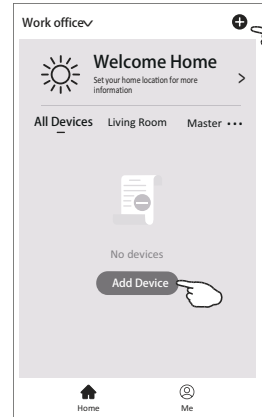 Work office
Welcome Home
Set your home location for more
information
All Devices Living Room Master •••
No devices
Add Device
Home Me